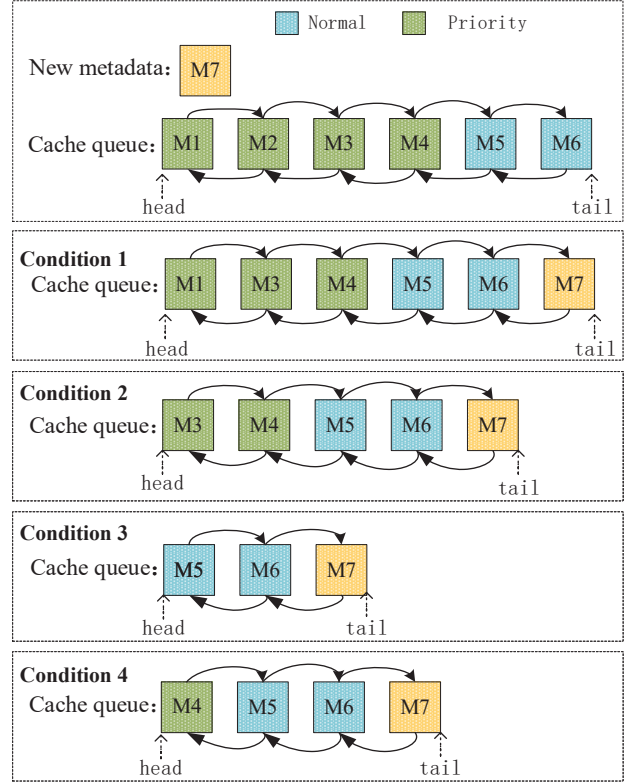 Normal Priority
New metadata: M7
Cache queue: M1 M2 M3 M4 M5 M6
head tail
Condition 1
Cache queue: M1 M3 M4 M5 M6 M7
head tail
Condition 2
Cache queue: M3 M4 M5 M6 M7
head tail
Condition 3
Cache queue: M5 M6 M7
head tail
Condition 4
Cache queue: M4 M5 M6 M7
head tail